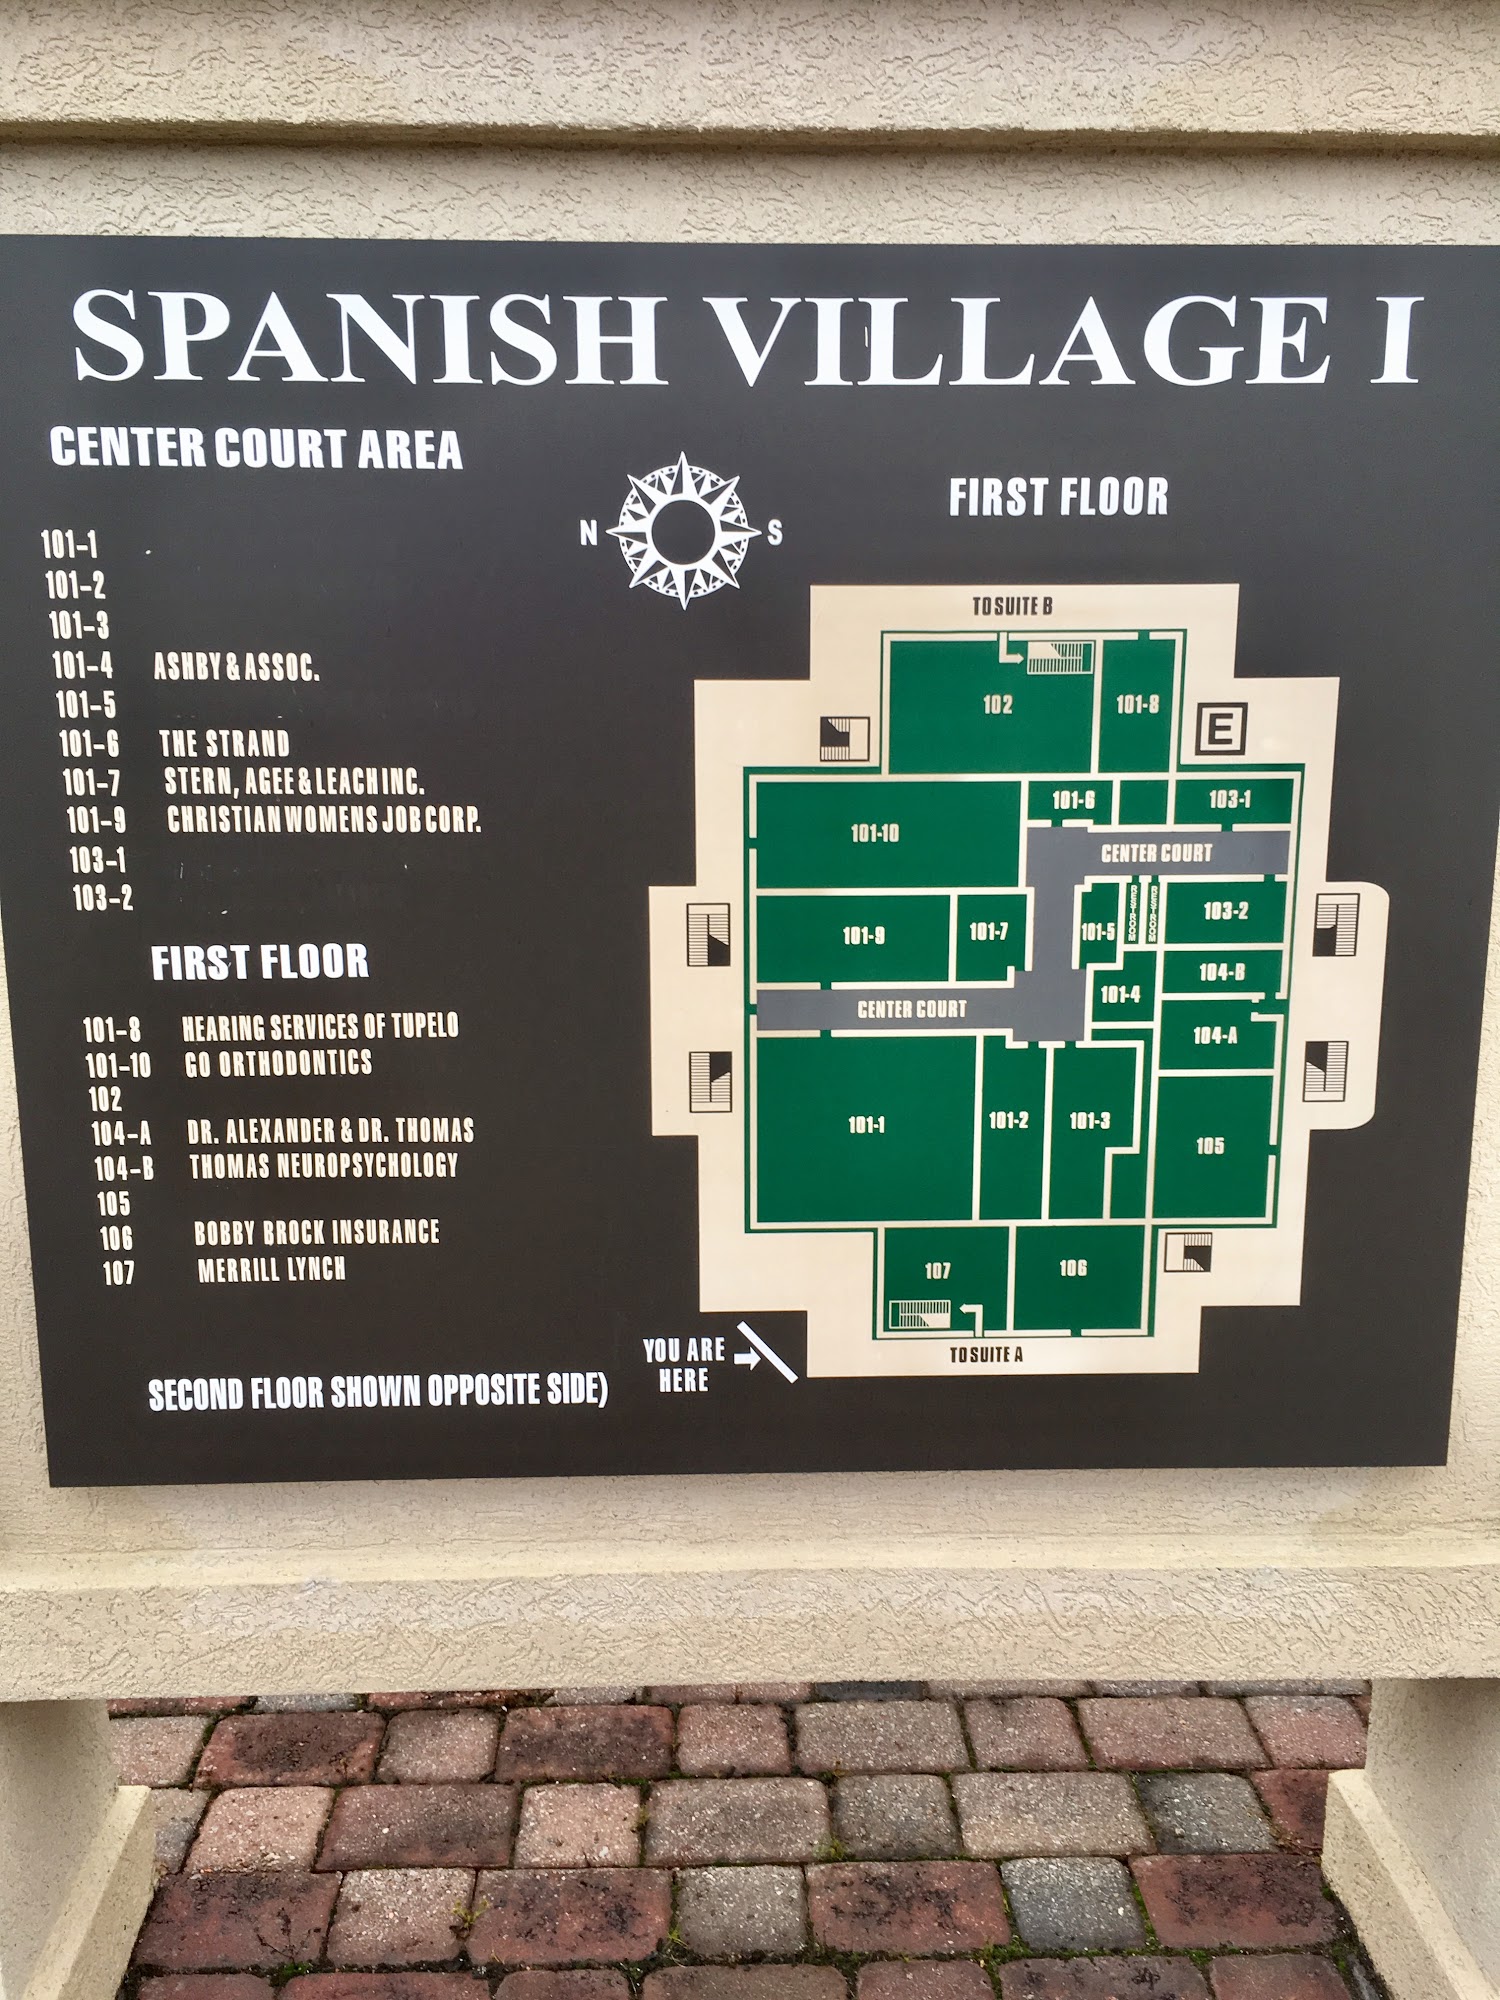 SPANISH VILLAGE I
CENTER COURT AREA
101-1
101-2
101-3
101-4 ASHBY & ASSOC.
101-5
101-6 THE STRAND
101-7 STERN, AGEE & LEACH INC.
101-9 CHRISTIAN WOMENS JOB CORP.
103-1
103-2
FIRST FLOOR
101-8 HEARING SERVICES OF TUPELO
101-10 GO ORTHODONTICS
102
104-A DR. ALEXANDER & DR. THOMAS
104-B THOMAS NEUROPSYCHOLOGY
105
106 BOBBY BROCK INSURANCE
107 MERRILL LYNCH
SECOND FLOOR SHOWN OPPOSITE SIDE)
N S
FIRST FLOOR
TO SUITE B
102 101-8
E
101-10 101-6 103-1
CENTER COURT
101-9 101-7 101-5 RESTROOM RESTROOM 103-2
104-B
101-4
CENTER COURT
104-A
101-1 101-2 101-3 105
107 106
TO SUITE A
YOU ARE
HERE